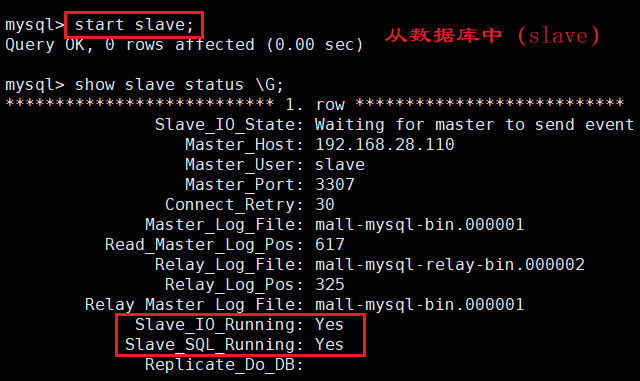 mysql> start slave;
Query OK, 0 rows affected (0.00 sec)
从数据库中（slave）
mysql> show slave status \G;
*************************** 1. row ***************************
Slave_IO_State: Waiting for master to send event
Master_Host: 192.168.28.110
Master_User: slave
Master_Port: 3307
Connect_Retry: 30
Master_Log_File: mall-mysql-bin.000001
Read_Master_Log_Pos: 617
Relay_Log_File: mall-mysql-relay-bin.000002
Relay_Log_Pos: 325
Relay_Master_Log_File: mall-mysql-bin.000001
Slave_IO_Running: Yes
Slave_SQL_Running: Yes
Replicate_Do_DB: